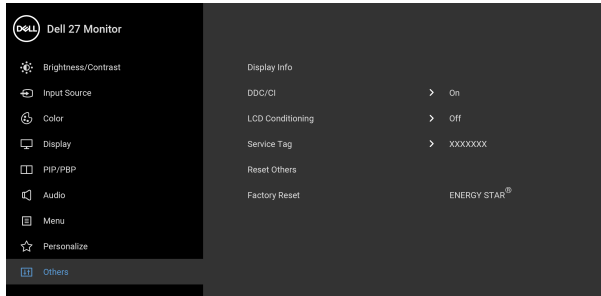 DELL
Dell 27 Monitor
Brightness/Contrast
Input Source
Color
Display
PIP/PBP
Audio
Menu
Personalize
Others
Display Info
DDC/CI > On
LCD Conditioning > Off
Service Tag > XXXXXXX
Reset Others
Factory Reset ENERGY STAR®